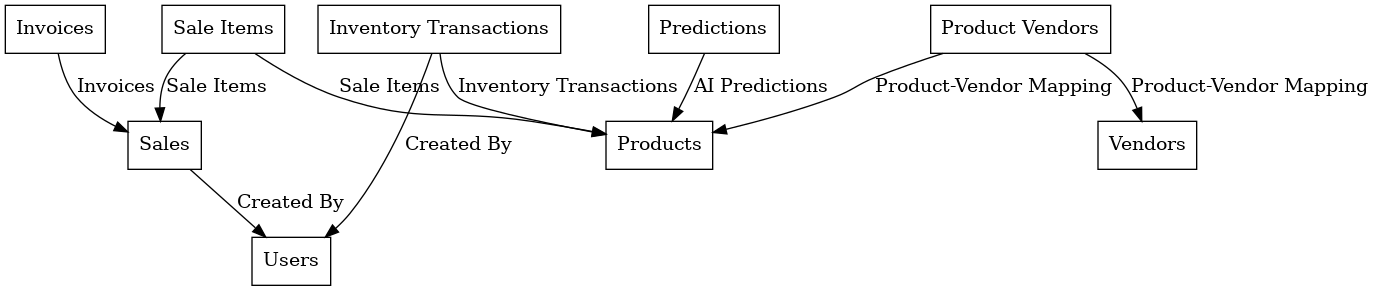 Invoices
Sale Items
Inventory Transactions
Predictions
Product Vendors
Invoices
Sale Items
Sale Items
Inventory Transactions
AI Predictions
Product-Vendor Mapping
Product-Vendor Mapping
Sales
Created By
Products
Vendors
Created By
Users